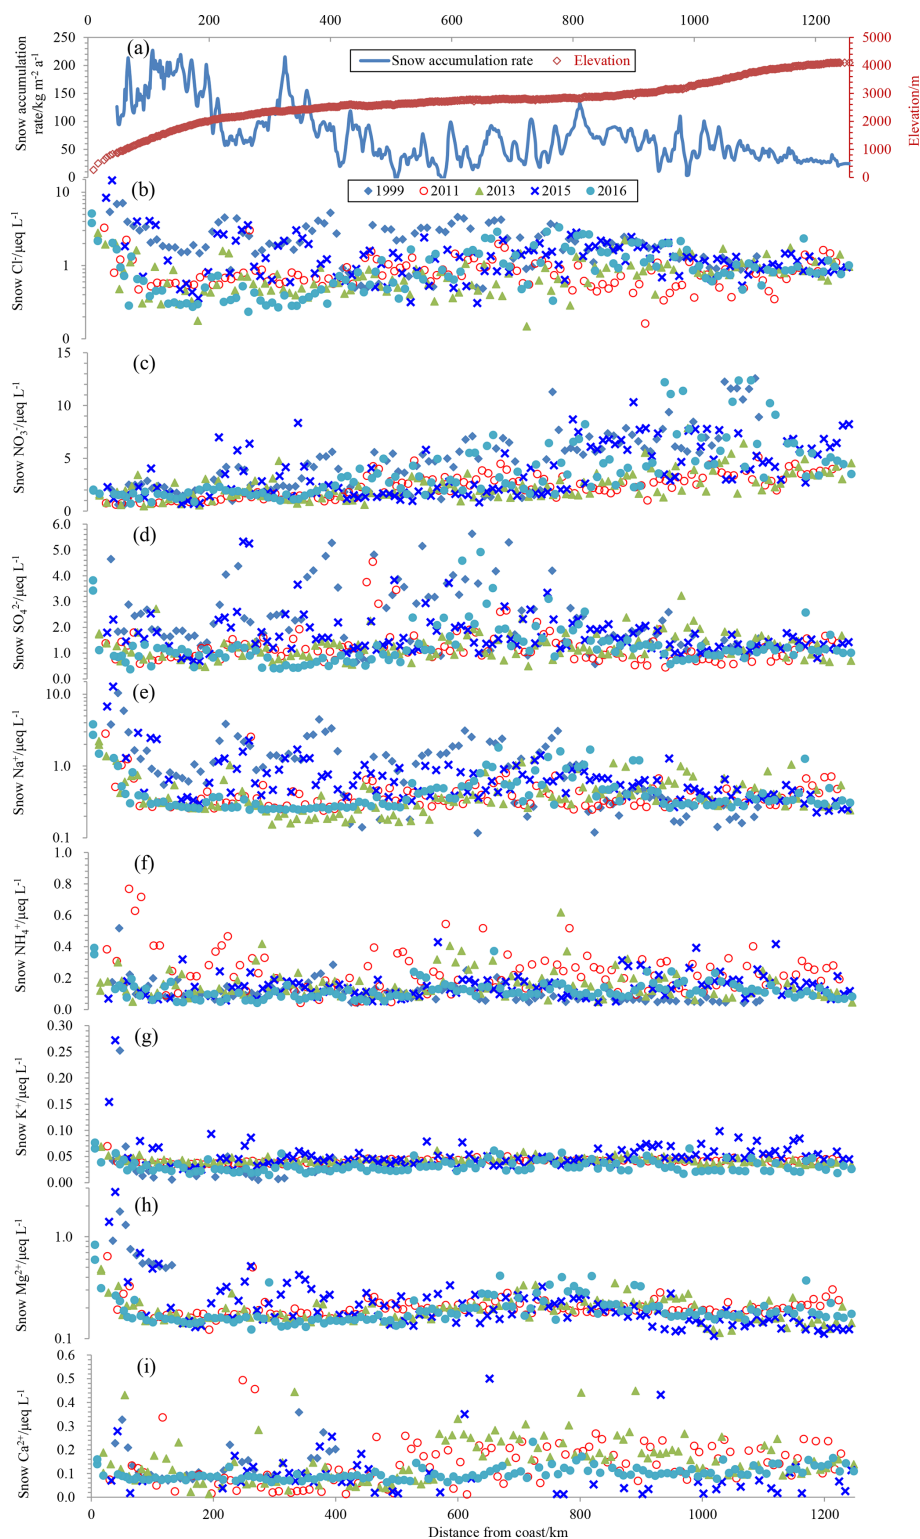 0 200 400 600 800 1000 1200
(a)
Snow accumulation rate/kg m⁻² a⁻¹
250
200
150
100
50
0
Snow accumulation rate
Elevation
5000
4000
3000
2000
1000
0
Elevation/m
(b)
1999 2011 2013 2015 2016
Snow Cl⁻/μeq L⁻¹
10
1
0
(c)
Snow NO₃⁻/μeq L⁻¹
15
10
5
0
(d)
Snow SO₄²⁻/μeq L⁻¹
6.0
5.0
4.0
3.0
2.0
1.0
0.0
(e)
Snow Na⁺/μeq L⁻¹
10.0
1.0
0.1
(f)
Snow NH₄⁺/μeq L⁻¹
1.0
0.8
0.6
0.4
0.2
0.0
(g)
Snow K⁺/μeq L⁻¹
0.30
0.25
0.20
0.15
0.10
0.05
0.00
(h)
Snow Mg²⁺/μeq L⁻¹
1.0
0.1
(i)
Snow Ca²⁺/μeq L⁻¹
0.6
0.5
0.4
0.3
0.2
0.1
0.0
0 200 400 600 800 1000 1200
Distance from coast/km